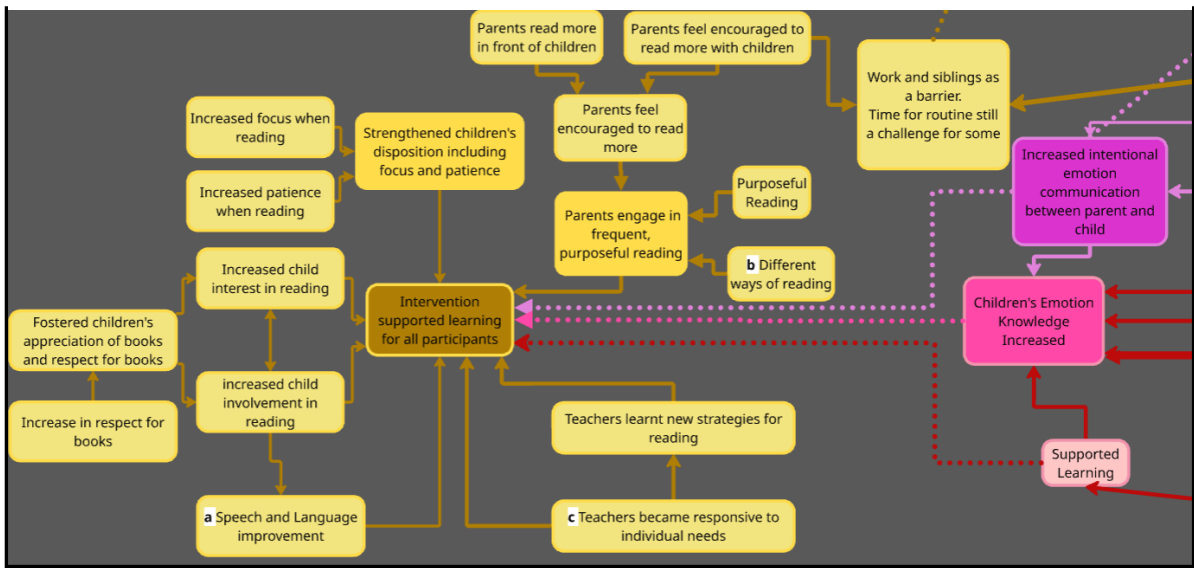 Parents read more
in front of children
Parents feel encouraged to
read more with children
Work and siblings as
a barrier.
Time for routine still
a challenge for some
Parents feel
encouraged to read
more
Increased focus when
reading
Strengthened children's
disposition including
focus and patience
Increased patience
when reading
Increased intentional
emotion
communication
between parent and
child
Purposeful
Reading
Parents engage in
frequent,
purposeful reading
b Different
ways of reading
Increased child
interest in reading
Intervention
supported learning
for all participants
Children's Emotion
Knowledge
Increased
Fostered children's
appreciation of books
and respect for books
increased child
involvement in
reading
Increase in respect for
books
Teachers learnt new strategies for
reading
Supported
Learning
a Speech and Language
improvement
c Teachers became responsive to
individual needs